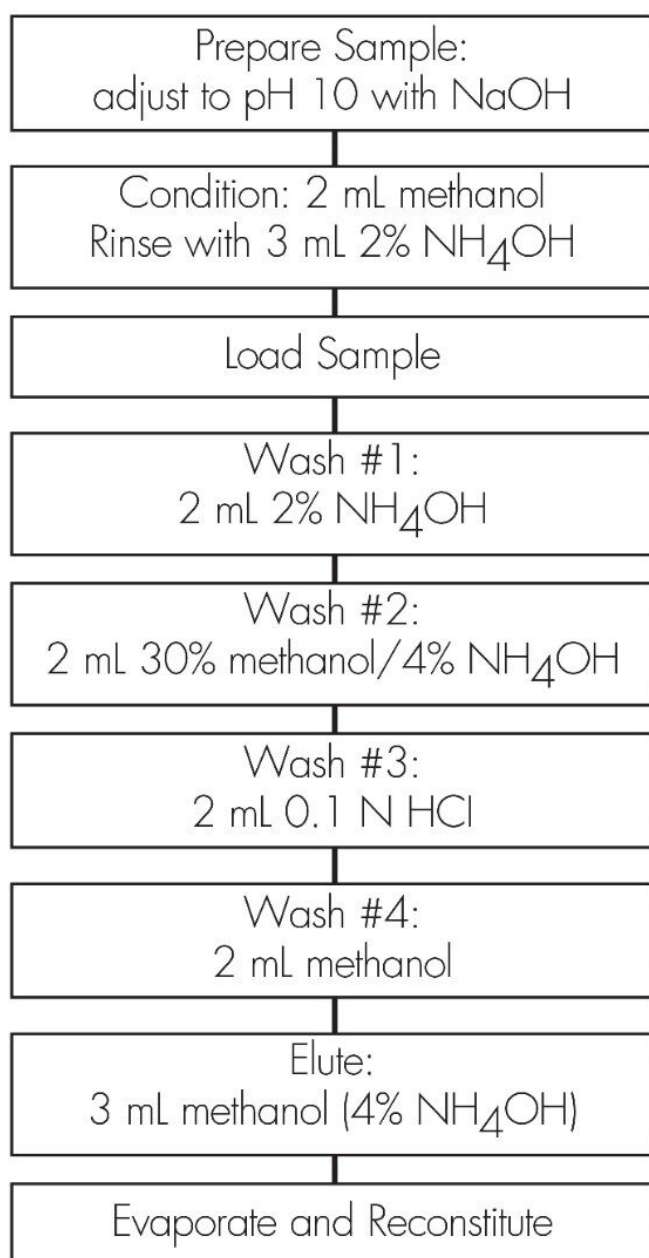 Prepare Sample:
adjust to pH 10 with NaOH
Condition: 2 mL methanol
Rinse with 3 mL 2% NH₄OH
Load Sample
Wash #1:
2 mL 2% NH₄OH
Wash #2:
2 mL 30% methanol/4% NH₄OH
Wash #3:
2 mL 0.1 N HCl
Wash #4:
2 mL methanol
Elute:
3 mL methanol (4% NH₄OH)
Evaporate and Reconstitute